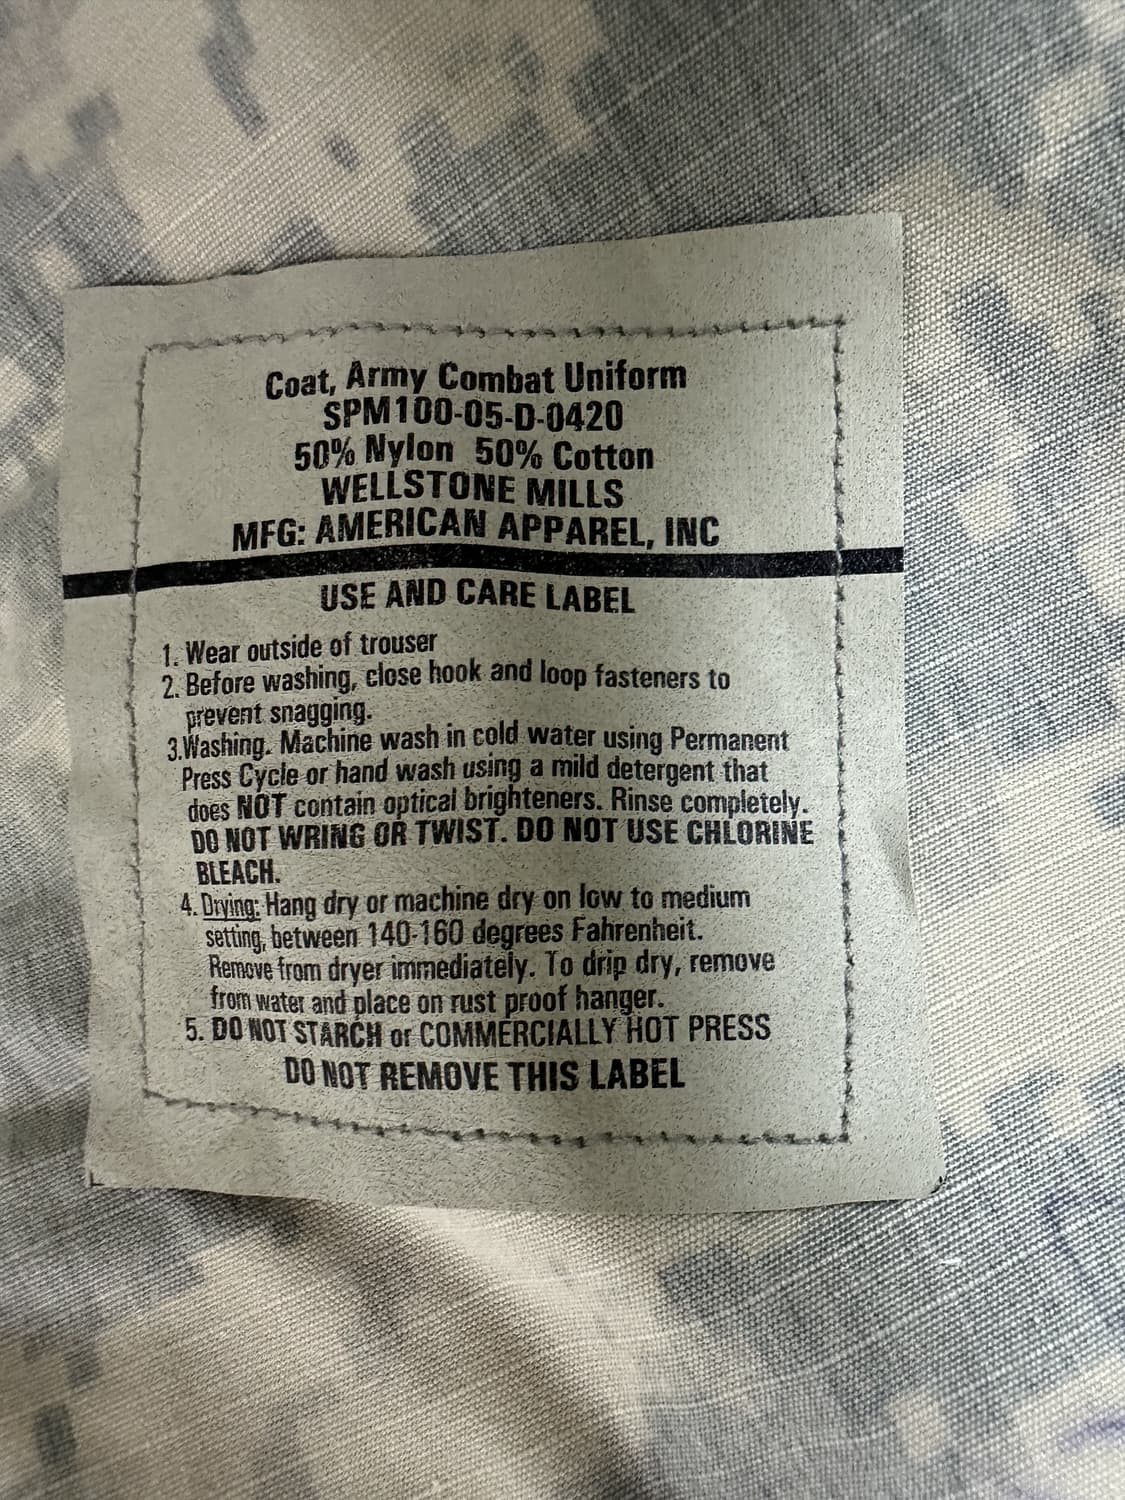 Coat, Army Combat Uniform
SPM100-05-D-0420
50% Nylon 50% Cotton
WELLSTONE MILLS
MFG: AMERICAN APPAREL, INC
USE AND CARE LABEL
1. Wear outside of trouser
2. Before washing, close hook and loop fasteners to
prevent snagging.
3.Washing. Machine wash in cold water using Permanent
Press Cycle or hand wash using a mild detergent that
does NOT contain optical brighteners. Rinse completely.
DO NOT WRING OR TWIST. DO NOT USE CHLORINE
BLEACH.
4. Drying: Hang dry or machine dry on low to medium
setting, between 140-160 degrees Fahrenheit.
Remove from dryer immediately. To drip dry, remove
from water and place on rust proof hanger.
5. DO NOT STARCH or COMMERCIALLY HOT PRESS
DO NOT REMOVE THIS LABEL